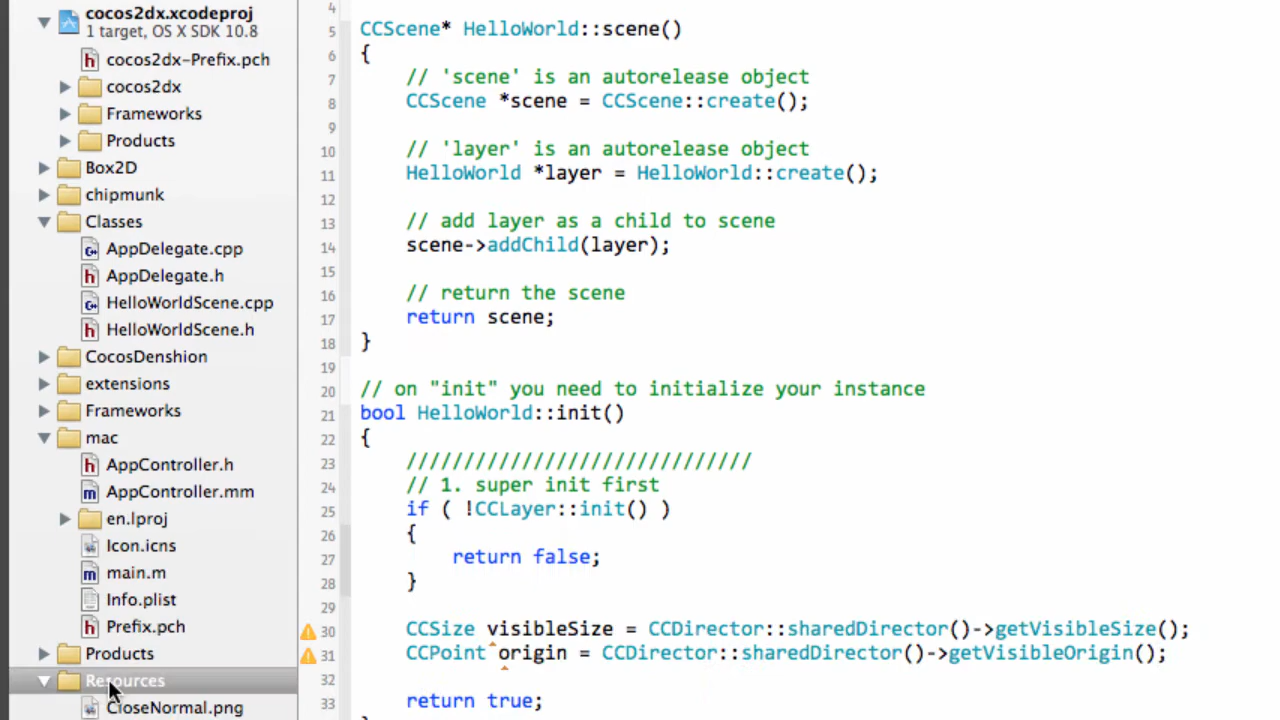 cocos2dx.xcodeproj
1 target, OS X SDK 10.8
cocos2dx-Prefix.pch
cocos2dx
Frameworks
Products
Box2D
chipmunk
Classes
AppDelegate.cpp
AppDelegate.h
HelloWorldScene.cpp
HelloWorldScene.h
CocosDenshion
extensions
Frameworks
mac
AppController.h
AppController.mm
en.lproj
Icon.icns
main.m
Info.plist
Prefix.pch
Products
Resources
CloseNormal.png
4
5 CCScene* HelloWorld::scene()
6 {
7 // 'scene' is an autorelease object
8 CCScene *scene = CCScene::create();
9
10 // 'layer' is an autorelease object
11 HelloWorld *layer = HelloWorld::create();
12
13 // add layer as a child to scene
14 scene->addChild(layer);
15
16 // return the scene
17 return scene;
18 }
19
20 // on "init" you need to initialize your instance
21 bool HelloWorld::init()
22 {
23 //////////////////////////////
24 // 1. super init first
25 if ( !CCLayer::init() )
26 {
27 return false;
28 }
29
30 CCSize visibleSize = CCDirector::sharedDirector()->getVisibleSize();
31 CCPoint origin = CCDirector::sharedDirector()->getVisibleOrigin();
32
33 return true;